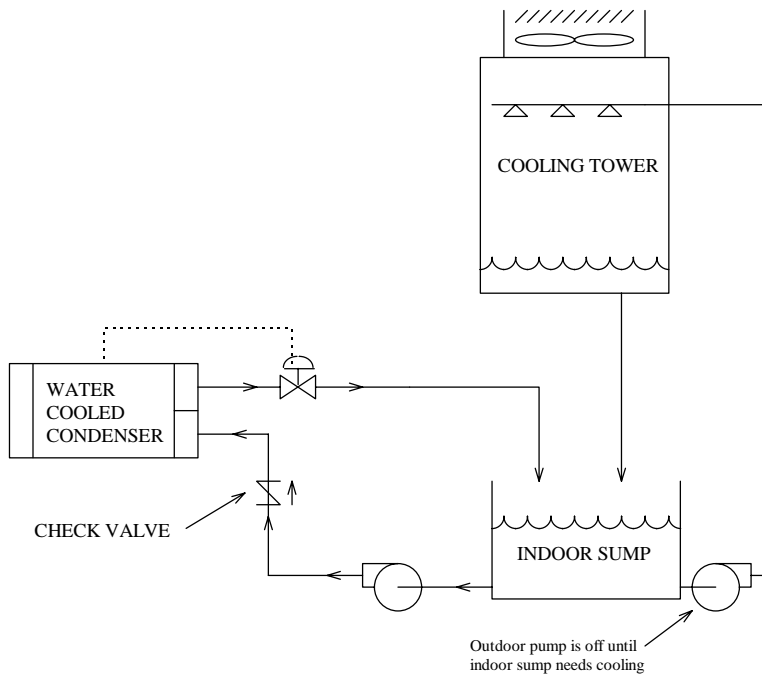 COOLING TOWER
WATER
COOLED
CONDENSER
CHECK VALVE
INDOOR SUMP
Outdoor pump is off until
indoor sump needs cooling